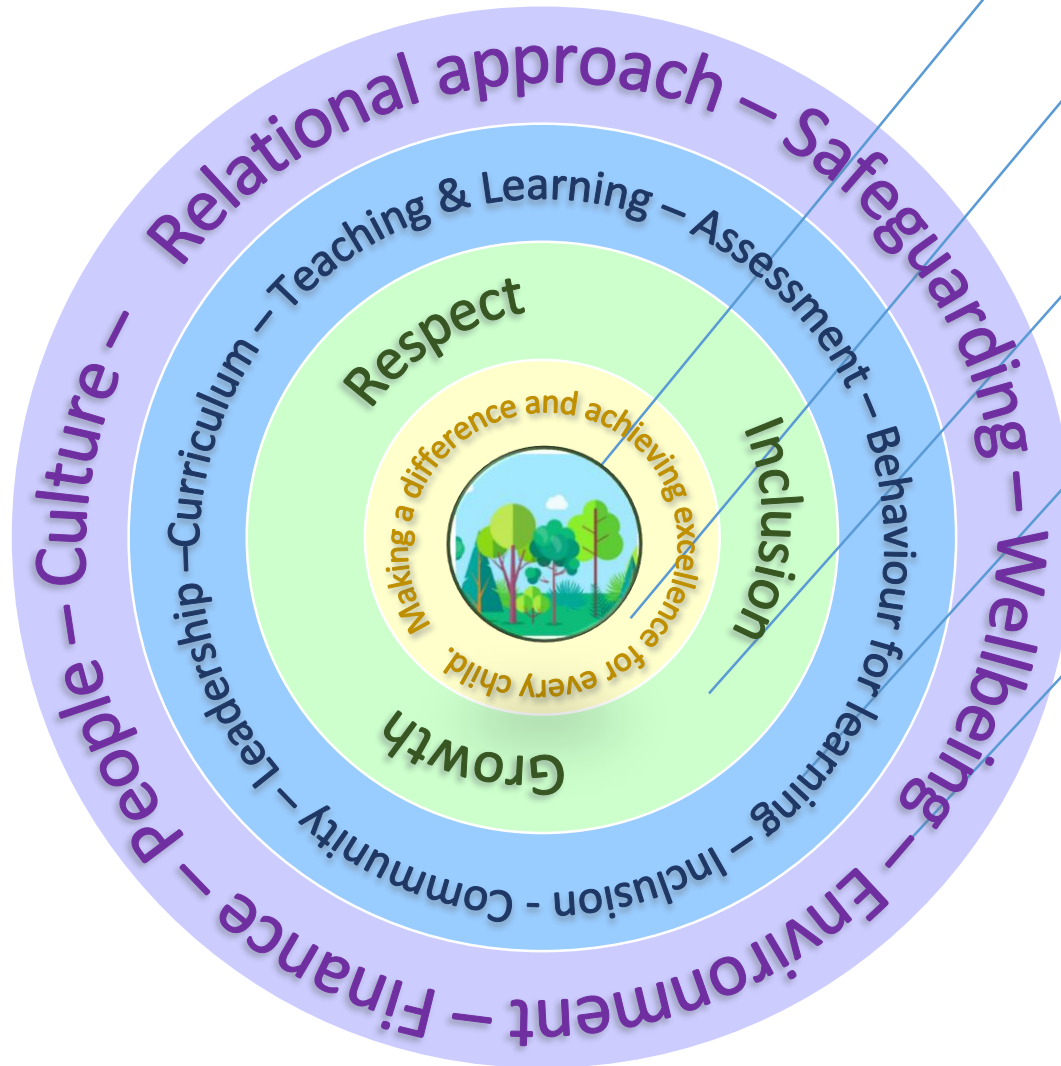 Relational approach – Safeguarding – Wellbeing – Environment – Finance – People – Culture –
Curriculum – Teaching & Learning – Assessment – Behaviour for learning – Inclusion - Community – Leadership –
Respect
Inclusion
Growth
Making a difference and achieving excellence for every child.